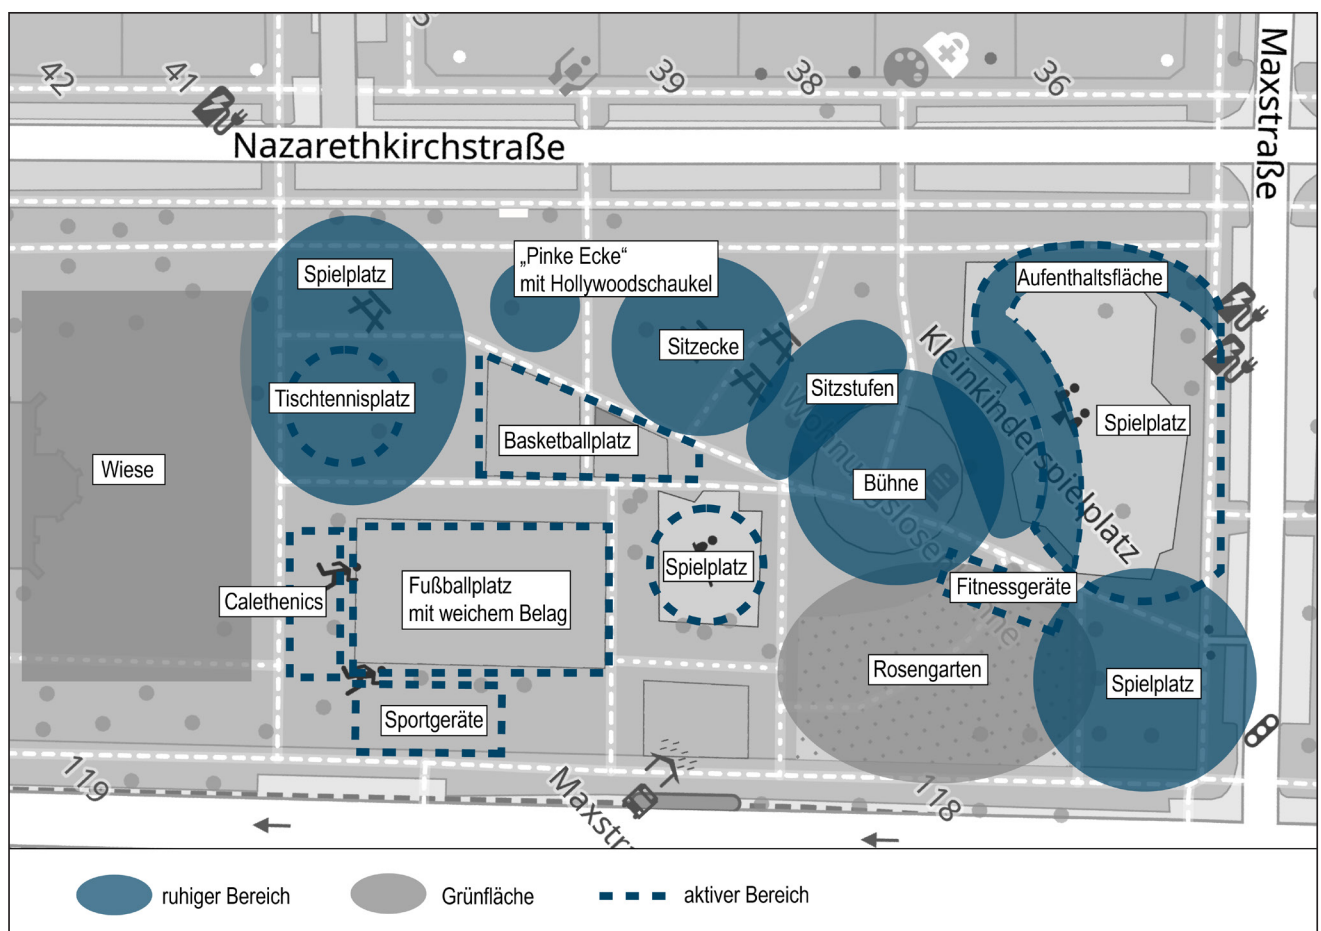 42
41
39
38
36
Nazarethkirchstraße
Maxstraße
Spielplatz
„Pinke Ecke“
mit Hollywoodschaukel
Aufenthaltsfläche
Sitzecke
Sitzstufen
Kleinkinderspielplatz
Tischtennisplatz
Basketballplatz
Spielplatz
Wiese
Bühne
Wohnungslose
Spielplatz
Fußballplatz
mit weichem Belag
Calethenics
Fitnessgeräte
Rosengarten
Spielplatz
Sportgeräte
119
118
Maxstr
ruhiger Bereich
Grünfläche
aktiver Bereich